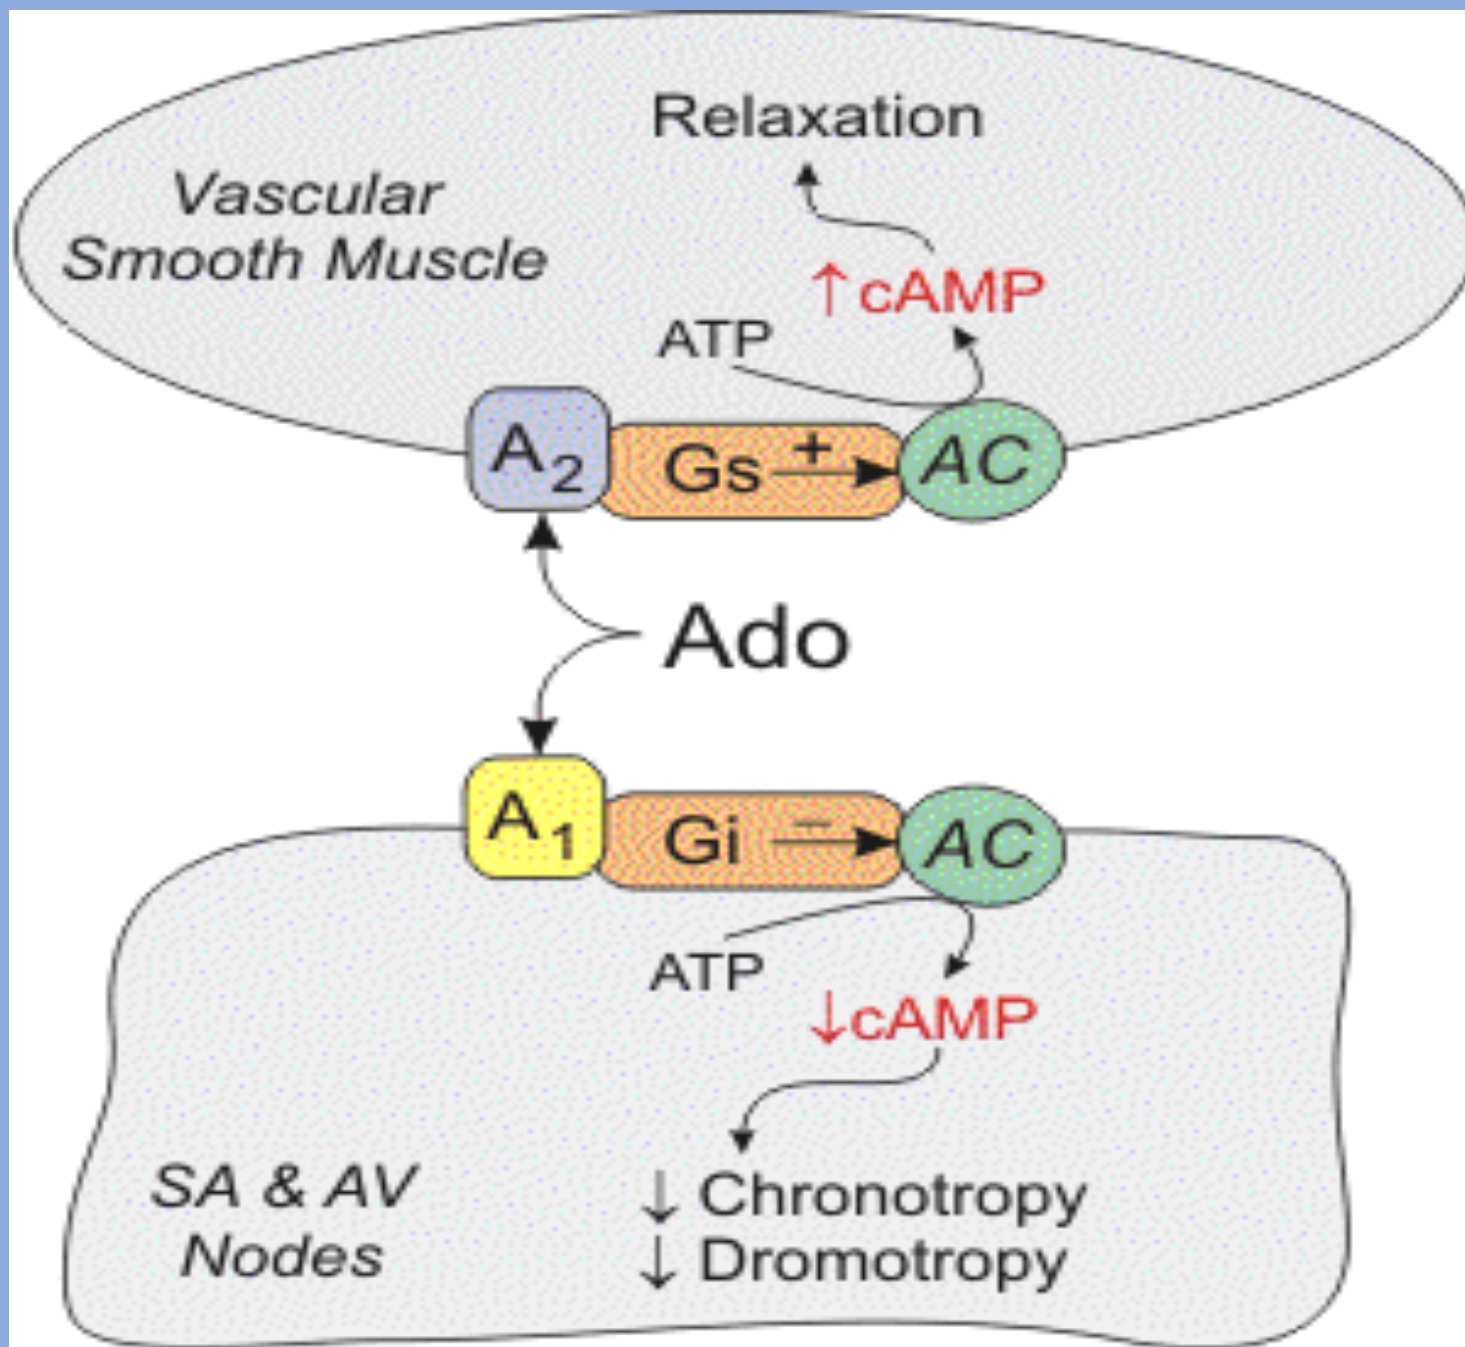 Relaxation
Vascular
Smooth Muscle
↑cAMP
ATP
A2
Gs
+
AC
Ado
A1
Gi
−
AC
ATP
↓cAMP
SA & AV
Nodes
↓ Chronotropy
↓ Dromotropy